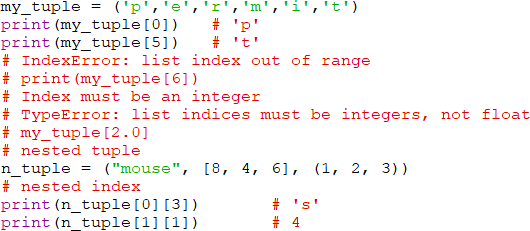 my_tuple = ('p','e','r','m','i','t')
print(my_tuple[0])   # 'p'
print(my_tuple[5])   # 't'
# IndexError: list index out of range
# print(my_tuple[6])
# Index must be an integer
# TypeError: list indices must be integers, not float
# my_tuple[2.0]
# nested tuple
n_tuple = ("mouse", [8, 4, 6], (1, 2, 3))
# nested index
print(n_tuple[0][3])         # 's'
print(n_tuple[1][1])         # 4